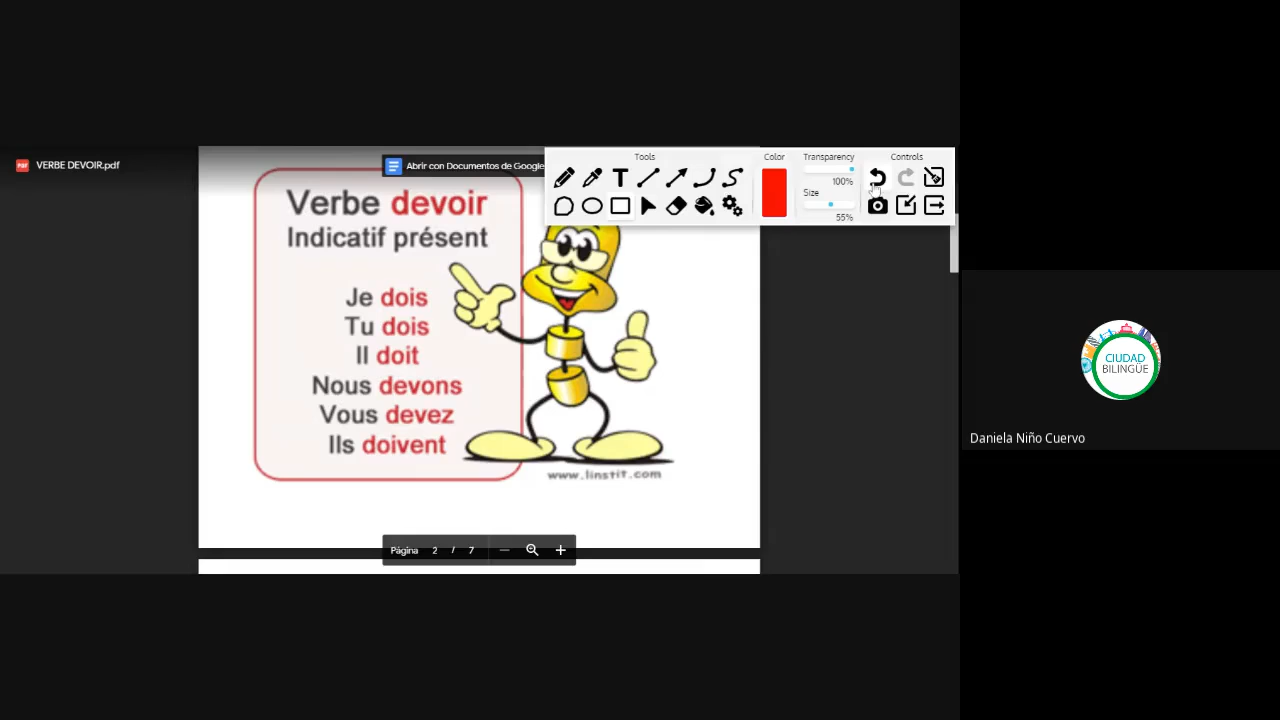 VERBE DEVOIR.pdf
Abrir con Documentos de Google
Tools
Color
Transparency
Controls
100%
Size
55%
Verbe devoir
Indicatif présent
Je dois
Tu dois
Il doit
Nous devons
Vous devez
Ils doivent
www.linstit.com
Página 2 / 7
CIUDAD
BILINGÜE
Daniela Niño Cuervo